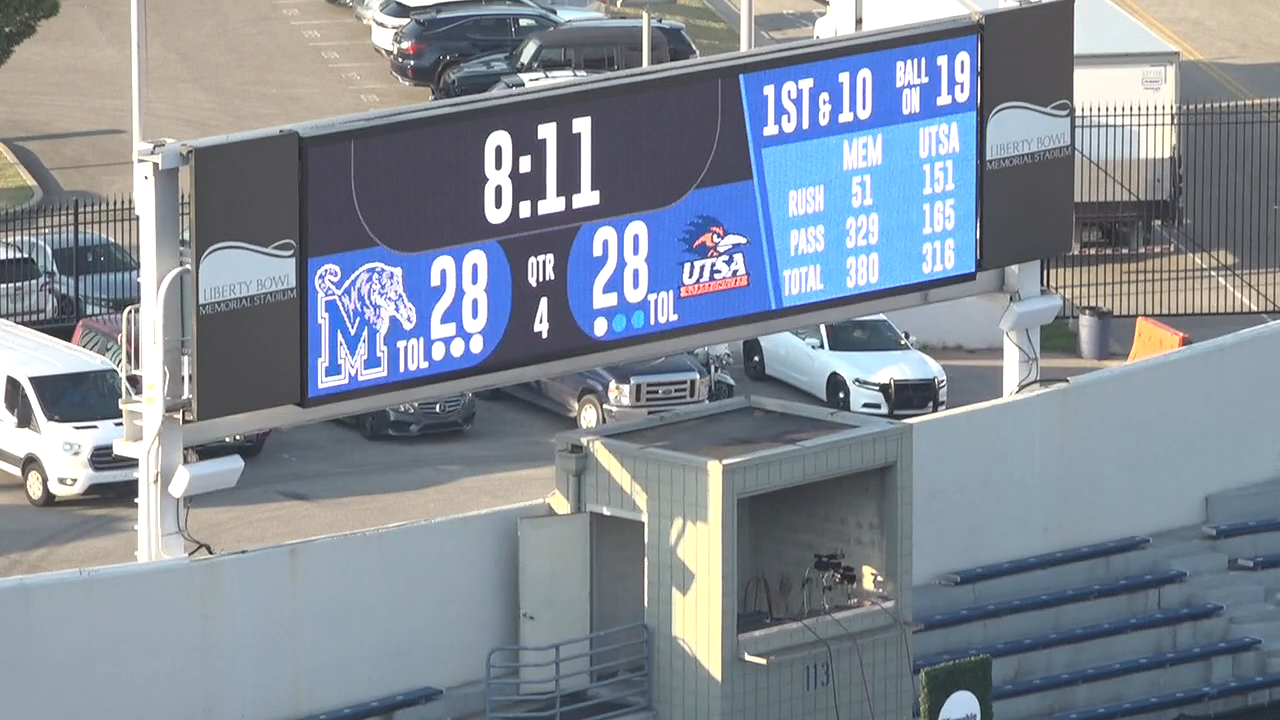 8:11
1ST & 10 BALL ON 19
MEM UTSA
RUSH 51 151
PASS 329 165
TOTAL 380 316
M TOL 28
QTR 4
28 TOL
UTSA
LIBERTY BOWL
MEMORIAL STADIUM
LIBERTY BOWL
MEMORIAL STADIUM
113